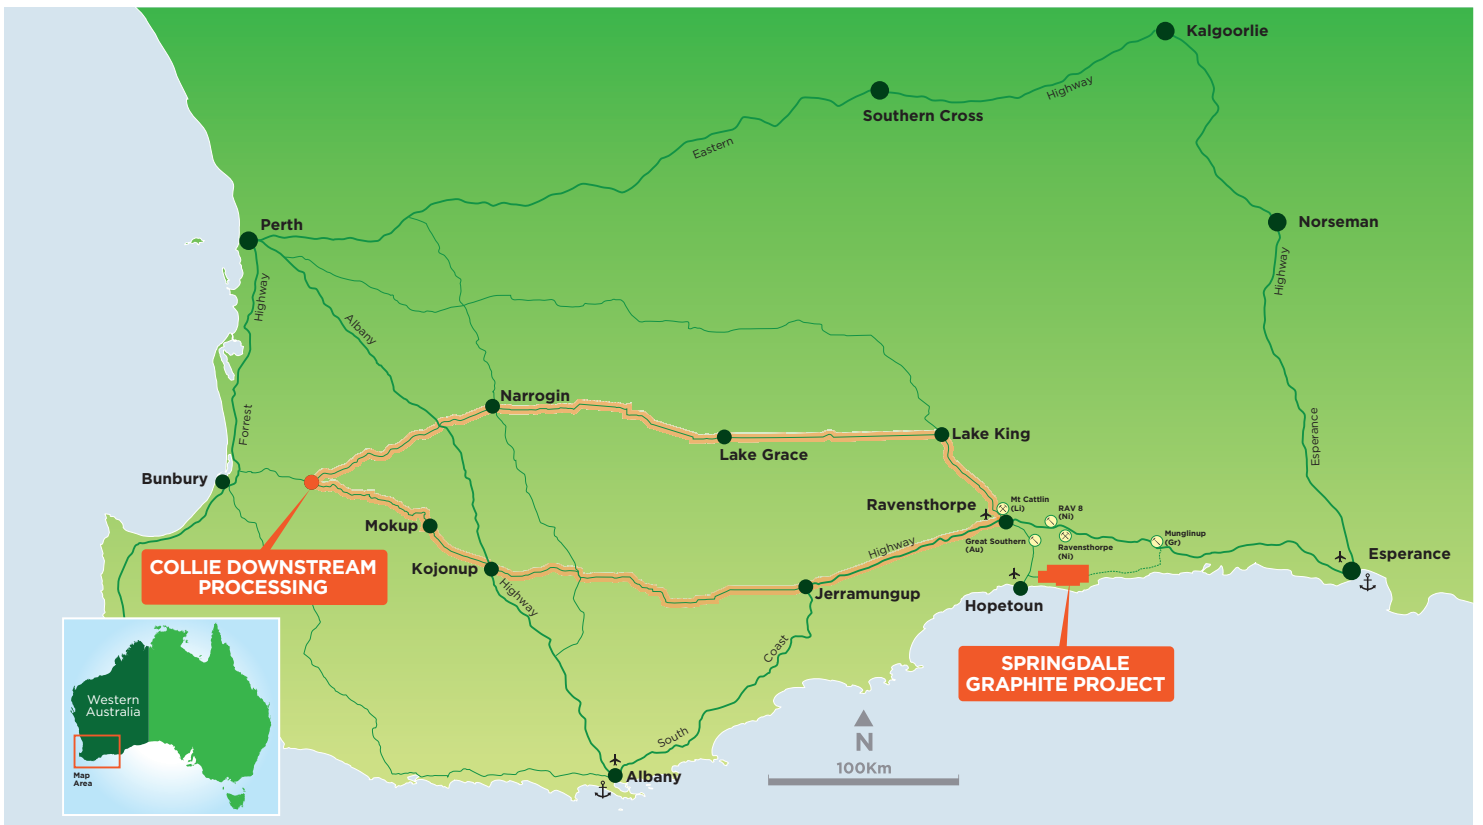 Kalgoorlie
Highway
Southern Cross
Eastern
Norseman
Perth
Highway
Highway
Albany
Narrogin
Forrest
Esperance
Lake King
Lake Grace
Bunbury
Ravensthorpe
Mt Cattlin
(Li)
RAV 8
(Ni)
Mokup
Great Southern
(Au)
Ravensthorpe
(Ni)
Munglinup
(Gr)
Highway
Esperance
COLLIE DOWNSTREAM
PROCESSING
Kojonup
Highway
Jerramungup
Hopetoun
Coast
SPRINGDALE
GRAPHITE PROJECT
Western
Australia
South
N
100Km
Map
Area
Albany